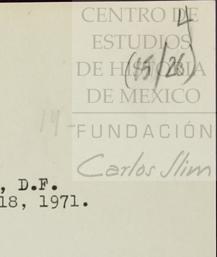 4
CENTRO DE
ESTUDIOS
DE HISTORIA
(15/26)
DE MEXICO
14-
FUNDACIÓN
Carlos Slim
, D.F.
18, 1971.